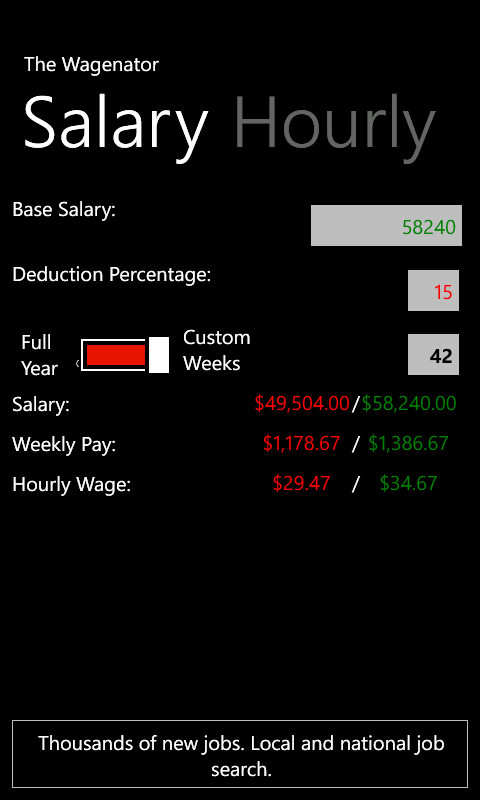 The Wagenator
Salary Hourly
Base Salary:
58240
Deduction Percentage:
15
Full
Year
Custom
Weeks
42
Salary: $49,504.00/$58,240.00
Weekly Pay: $1,178.67 / $1,386.67
Hourly Wage: $29.47 / $34.67
Thousands of new jobs. Local and national job
search.